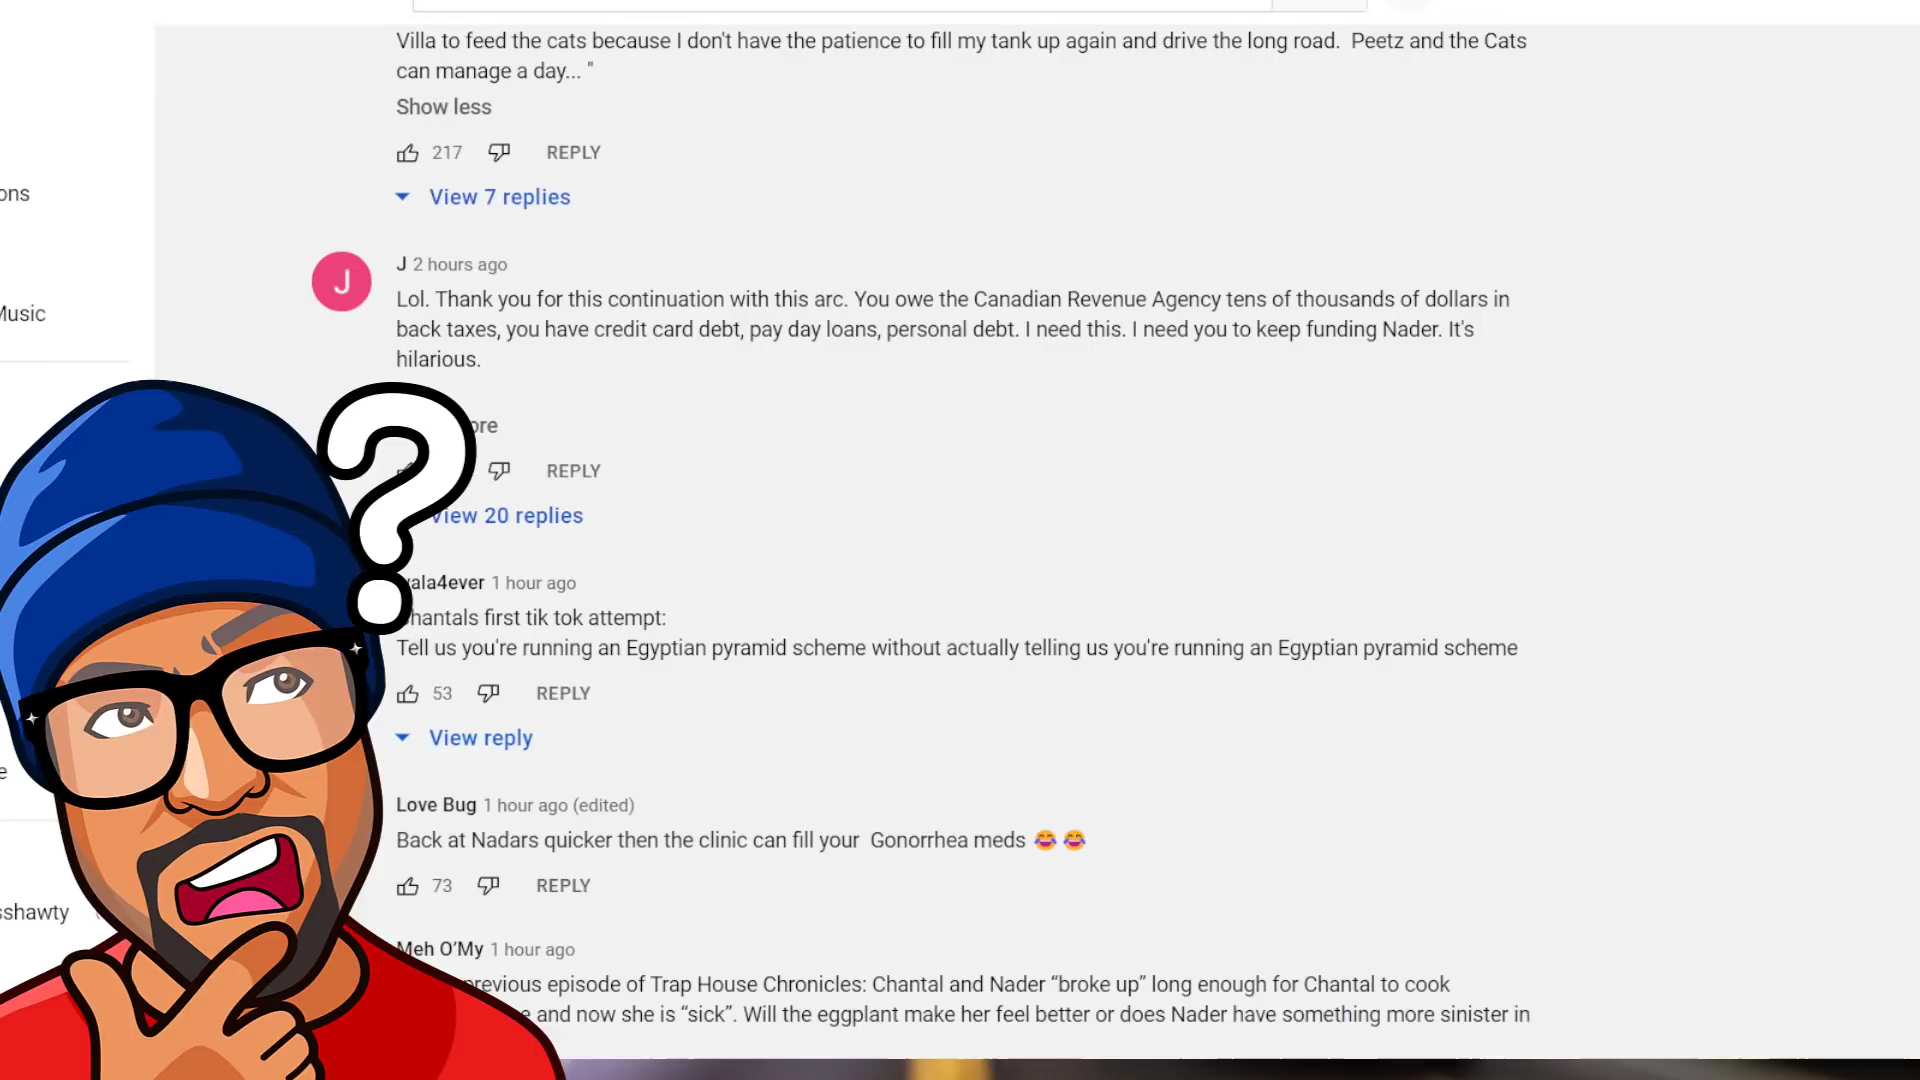 Villa to feed the cats because I don't have the patience to fill my tank up again and drive the long road.  Peetz and the Cats
can manage a day... "
Show less
217 REPLY
View 7 replies
ons
J 2 hours ago
J
Lol. Thank you for this continuation with this arc. You owe the Canadian Revenue Agency tens of thousands of dollars in
Music
back taxes, you have credit card debt, pay day loans, personal debt. I need this. I need you to keep funding Nader. It's
hilarious.
ore
?
REPLY
View 20 replies
ala4ever 1 hour ago
hantals first tik tok attempt:
Tell us you're running an Egyptian pyramid scheme without actually telling us you're running an Egyptian pyramid scheme
53 REPLY
View reply
e
Love Bug 1 hour ago (edited)
Back at Nadars quicker then the clinic can fill your  Gonorrhea meds 😂 😂
73 REPLY
sshawty
Meh O’My 1 hour ago
previous episode of Trap House Chronicles: Chantal and Nader “broke up” long enough for Chantal to cook
e and now she is “sick”. Will the eggplant make her feel better or does Nader have something more sinister in